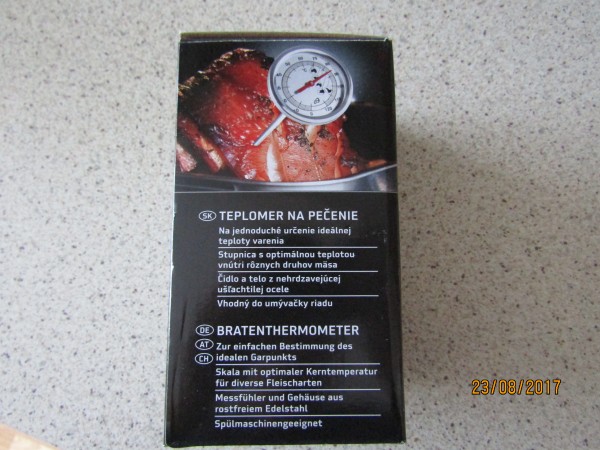 SK TEPLOMER NA PEČENIE
Na jednoduché určenie ideálnej
teploty varenia
Stupnica s optimálnou teplotou
vnútri rôznych druhov mäsa
Čidlo a telo z nehrdzavejúcej
ušľachtilej ocele
Vhodný do umývačky riadu
DE BRATENTHERMOMETER
AT Zur einfachen Bestimmung des
CH idealen Garpunkts
Skala mit optimaler Kerntemperatur
für diverse Fleischarten
Messfühler und Gehäuse aus
rostfreiem Edelstahl
Spülmaschinengeeignet
23/08/2017